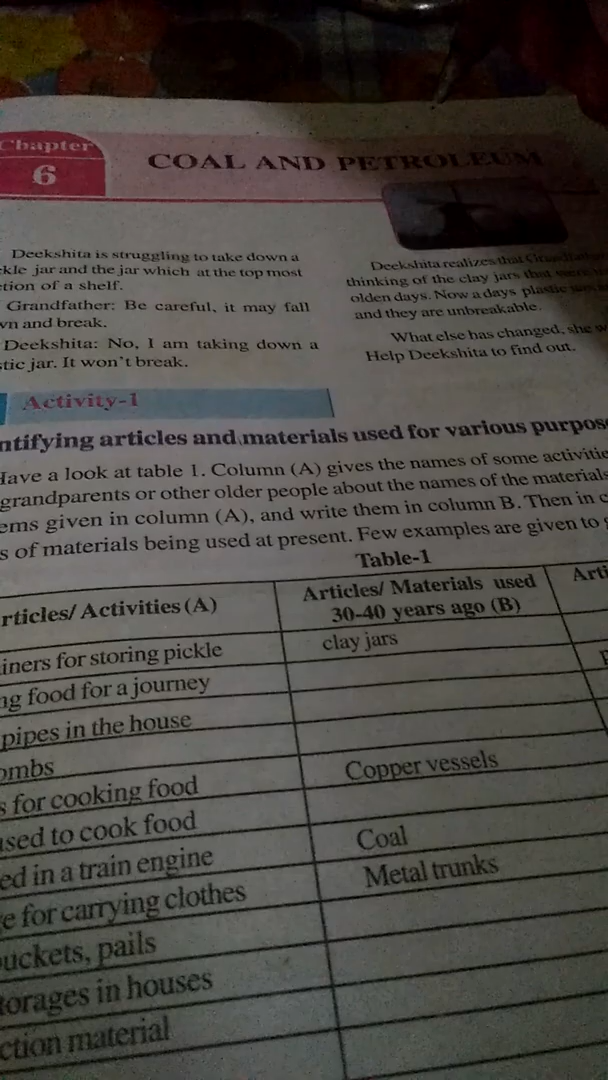 Chapter
6
COAL AND PETROLEUM
Deekshita is struggling to take down a
kle jar and the jar which at the top most
tion of a shelf.
Grandfather: Be careful, it may fall
wn and break.
Deekshita: No, I am taking down a
stic jar. It won't break.
Deekshita realizes that
thinking of the clay jars that
olden days. Now a days plastic
and they are unbreakable.
What else has changed, she
Help Deekshita to find out.
Activity-1
ntifying articles and materials used for various purpos
Have a look at table 1. Column (A) gives the names of some activitie
grandparents or other older people about the names of the materials
ems given in column (A), and write them in column B. Then in c
s of materials being used at present. Few examples are given to g
Table-1
rticles/ Activities (A)
Articles/ Materials used
30-40 years ago (B)
Arti
iners for storing pickle
clay jars
ng food for a journey
pipes in the house
ombs
s for cooking food
Copper vessels
used to cook food
ed in a train engine
Coal
e for carrying clothes
Metal trunks
buckets, pails
torages in houses
ction material